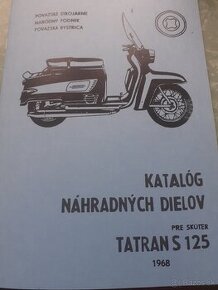 POVAŽSKÉ STROJÁRNE
NÁRODNÝ PODNIK
POVAŽSKÁ BYSTRICA
KATALÓG
NÁHRADNÝCH DIELOV
PRE SKÚTER
TATRAN S 125
1968